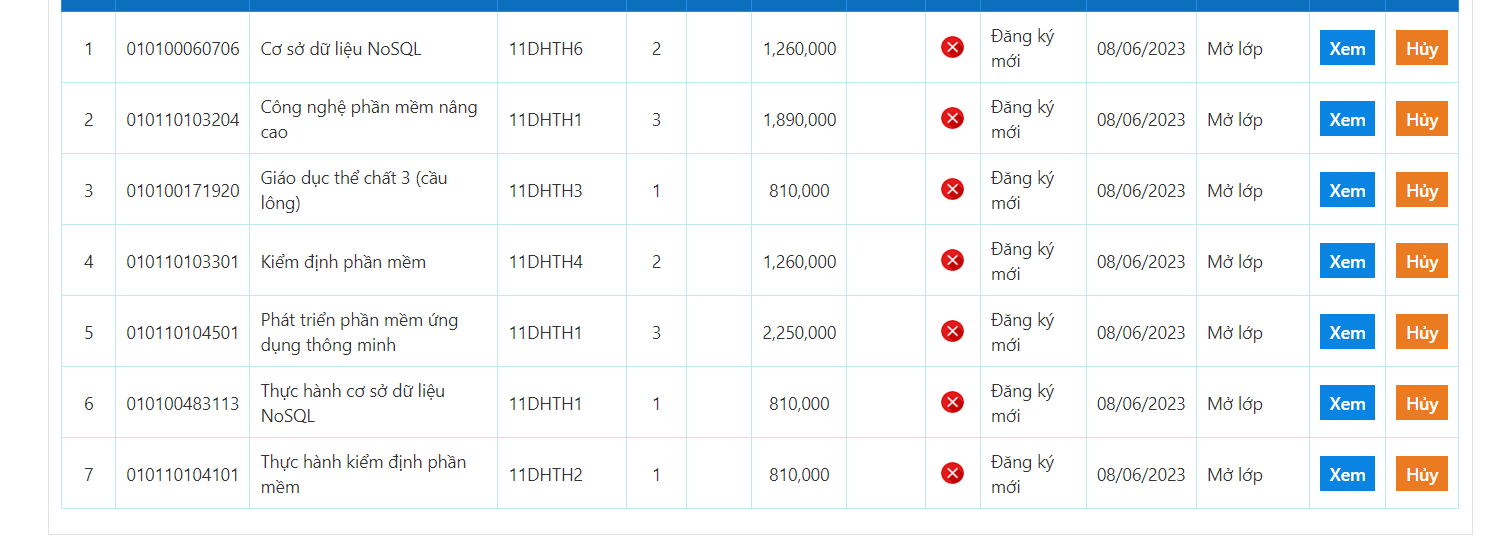 1 010100060706 Cơ sở dữ liệu NoSQL 11DHTH6 2 1,260,000 Đăng ký mới 08/06/2023 Mở lớp Xem Hủy
2 010110103204 Công nghệ phần mềm nâng cao 11DHTH1 3 1,890,000 Đăng ký mới 08/06/2023 Mở lớp Xem Hủy
3 010100171920 Giáo dục thể chất 3 (cầu lông) 11DHTH3 1 810,000 Đăng ký mới 08/06/2023 Mở lớp Xem Hủy
4 010110103301 Kiểm định phần mềm 11DHTH4 2 1,260,000 Đăng ký mới 08/06/2023 Mở lớp Xem Hủy
5 010110104501 Phát triển phần mềm ứng dụng thông minh 11DHTH1 3 2,250,000 Đăng ký mới 08/06/2023 Mở lớp Xem Hủy
6 010100483113 Thực hành cơ sở dữ liệu NoSQL 11DHTH1 1 810,000 Đăng ký mới 08/06/2023 Mở lớp Xem Hủy
7 010110104101 Thực hành kiểm định phần mềm 11DHTH2 1 810,000 Đăng ký mới 08/06/2023 Mở lớp Xem Hủy